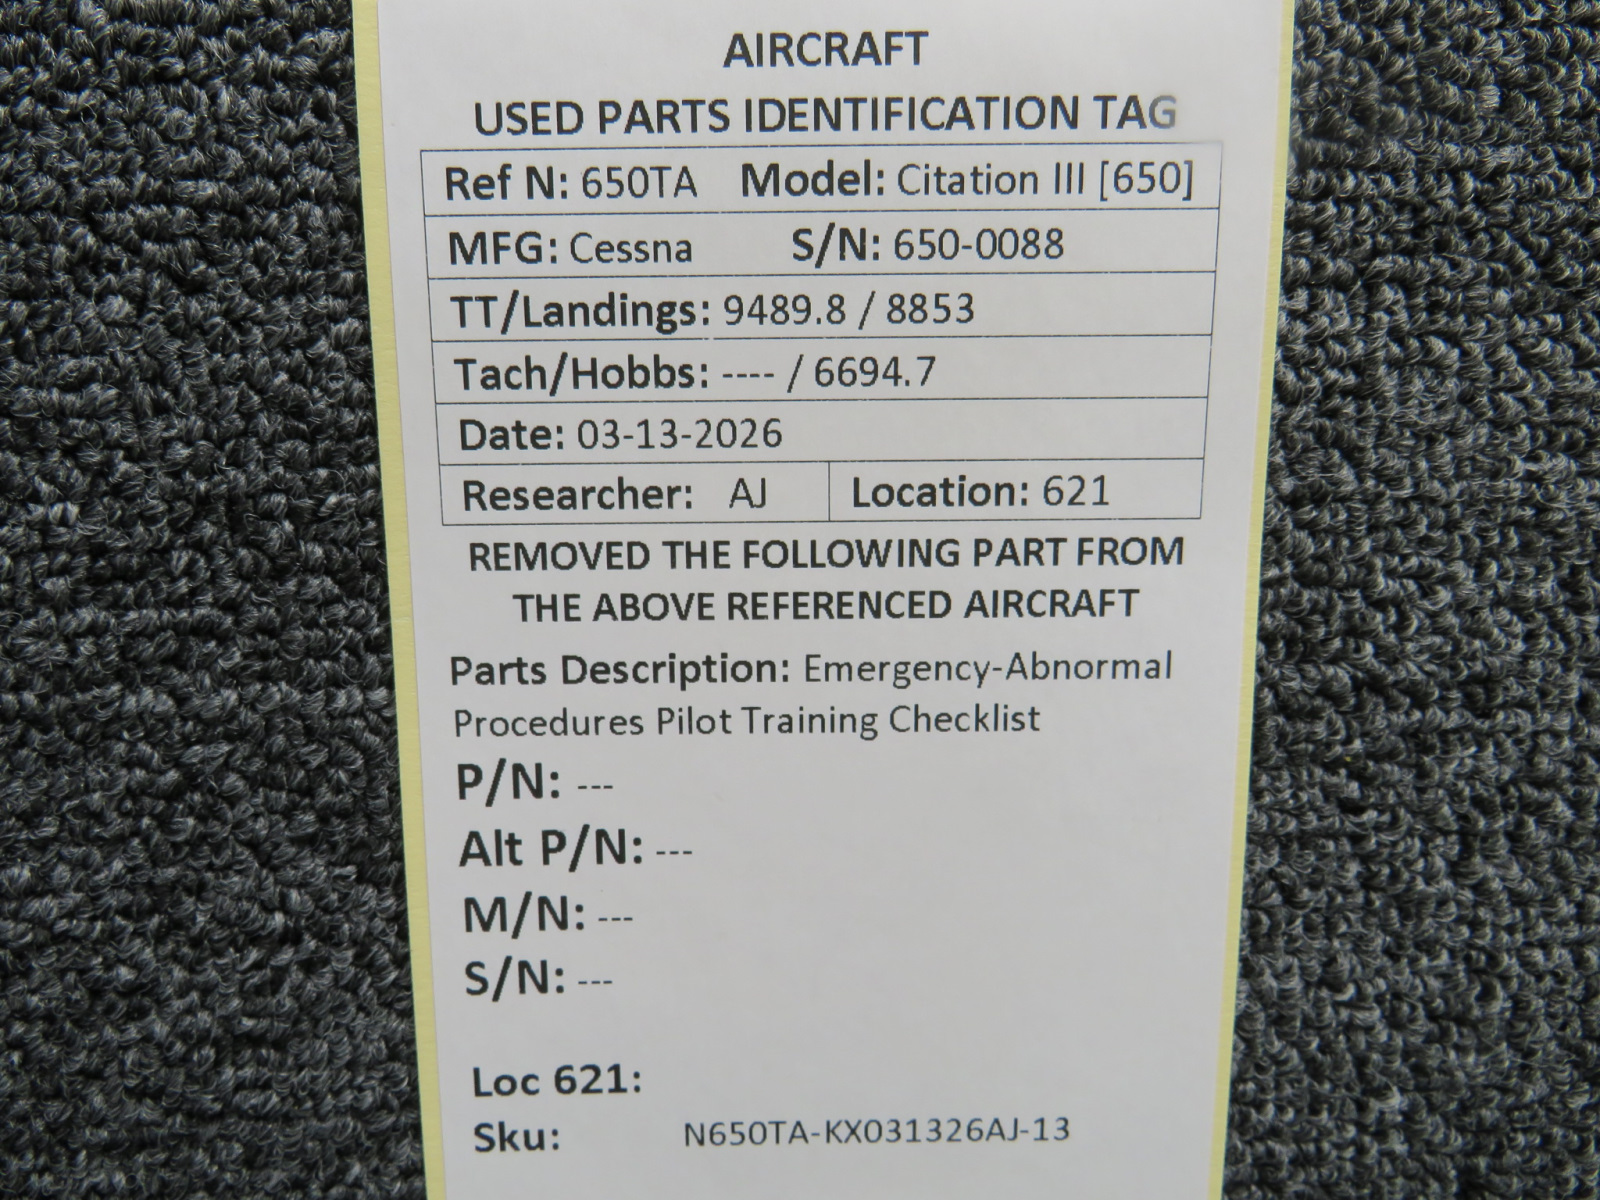 AIRCRAFT
USED PARTS IDENTIFICATION TAG
Ref N: 650TA Model: Citation III [650]
MFG: Cessna S/N: 650-0088
TT/Landings: 9489.8 / 8853
Tach/Hobbs: ---- / 6694.7
Date: 03-13-2026
Researcher: AJ Location: 621
REMOVED THE FOLLOWING PART FROM
THE ABOVE REFERENCED AIRCRAFT
Parts Description: Emergency-Abnormal
Procedures Pilot Training Checklist
P/N: ---
Alt P/N: ---
M/N: ---
S/N: ---
Loc 621:
Sku: N650TA-KX031326AJ-13